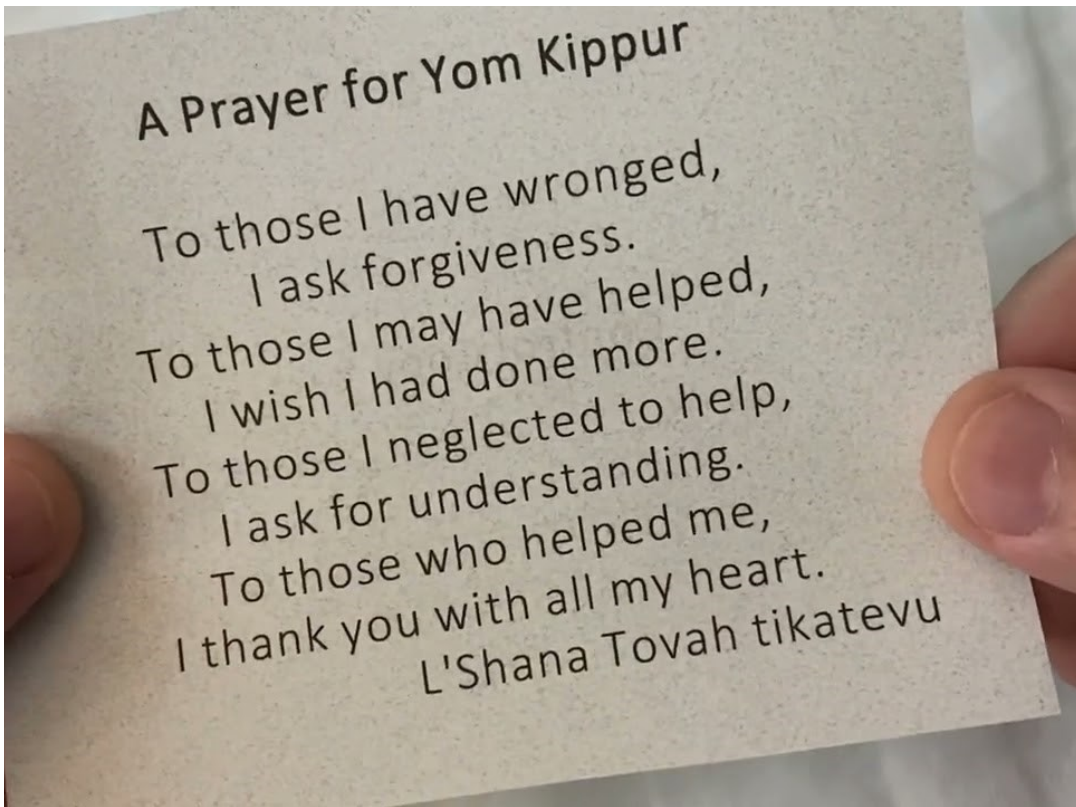 A Prayer for Yom Kippur
To those I have wronged,
I ask forgiveness.
To those I may have helped,
I wish I had done more.
To those I neglected to help,
I ask for understanding.
To those who helped me,
I thank you with all my heart.
L'Shana Tovah tikatevu